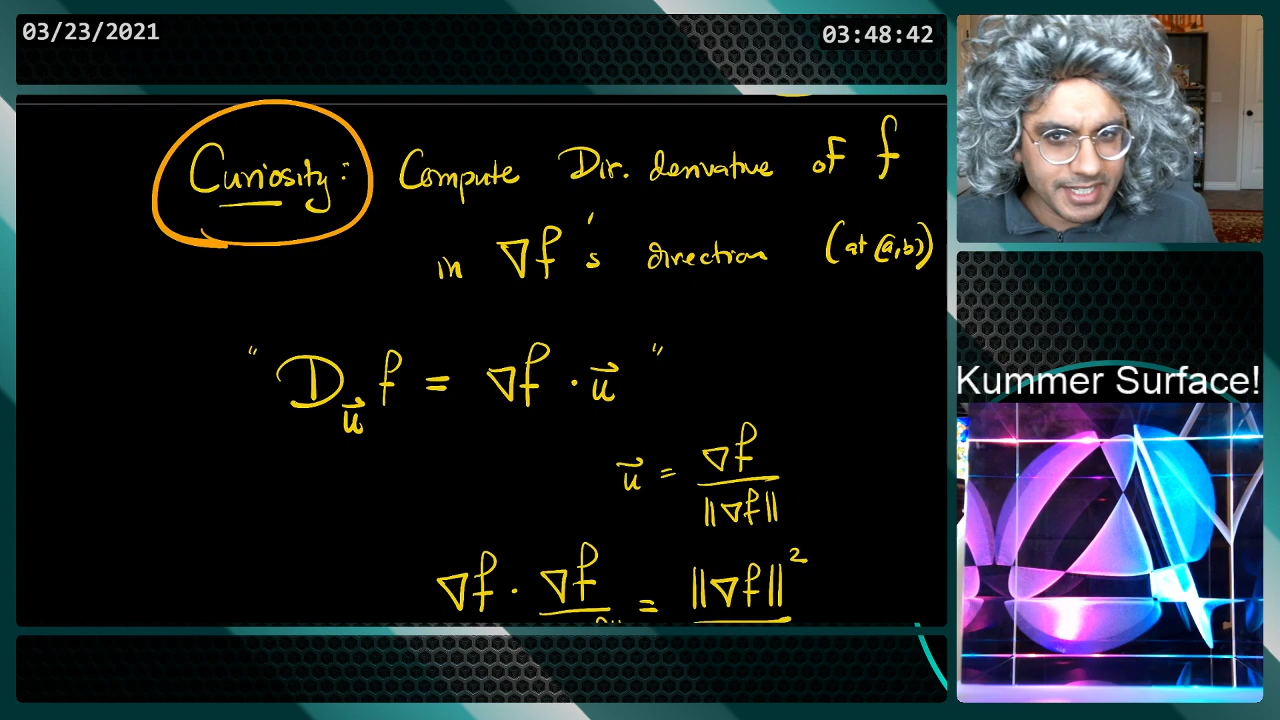 03/23/2021
03:48:42
Curiosity: Compute Dir. derivative of f
in ∇f's direction (at (a,b))
" D_u⃗ f = ∇f · u⃗ "
u⃗ = ∇f / ||∇f||
∇f · ∇f = ||∇f||²
Kummer Surface!